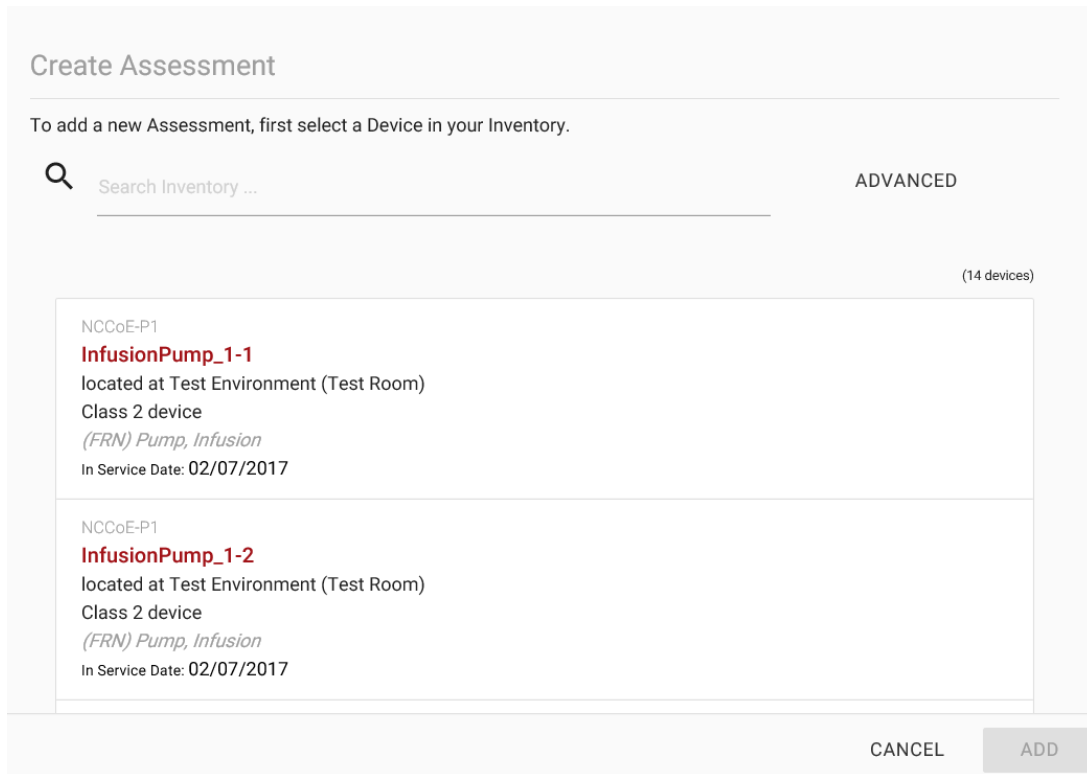 Create Assessment
To add a new Assessment, first select a Device in your Inventory.
Search Inventory ...
ADVANCED
(14 devices)
NCCoE-P1
InfusionPump_1-1
located at Test Environment (Test Room)
Class 2 device
(FRN) Pump, Infusion
In Service Date: 02/07/2017
NCCoE-P1
InfusionPump_1-2
located at Test Environment (Test Room)
Class 2 device
(FRN) Pump, Infusion
In Service Date: 02/07/2017
CANCEL
ADD